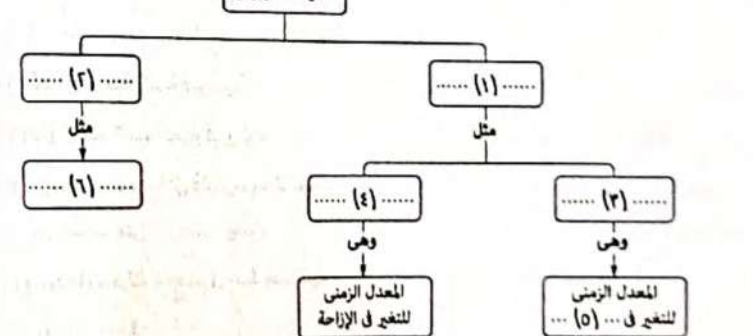 ...... (١) ......
...... (٢) ......
مثل
مثل
...... (٣) ......
...... (٤) ......
...... (٦) ......
وهى
وهى
المعدل الزمنى
للتغير فى ... (٥) ...
المعدل الزمنى
للتغير فى الإزاحة